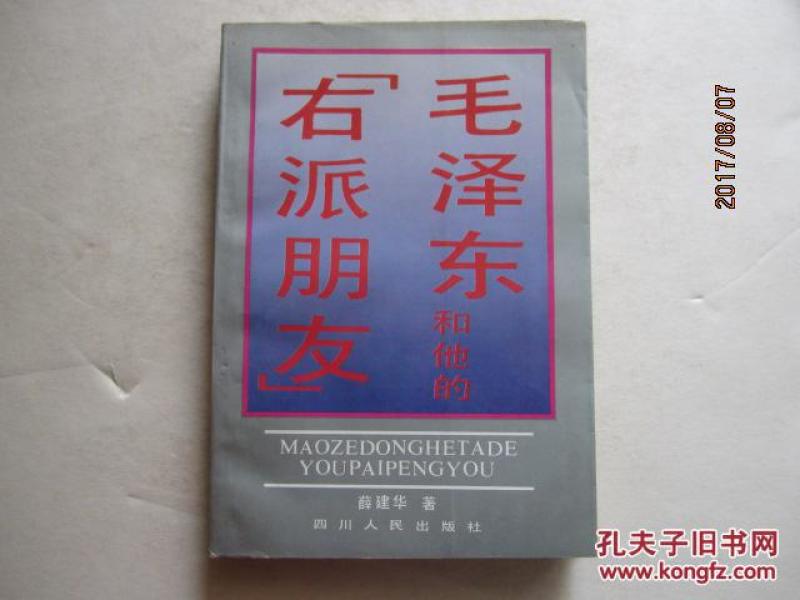 毛泽东和他的
「右派朋友」
MAOZEDONGHETADE
YOUPAIPENGYOU
薛建华 著
四川人民出版社
2017/08/07
孔夫子旧书网
www.kongfz.com